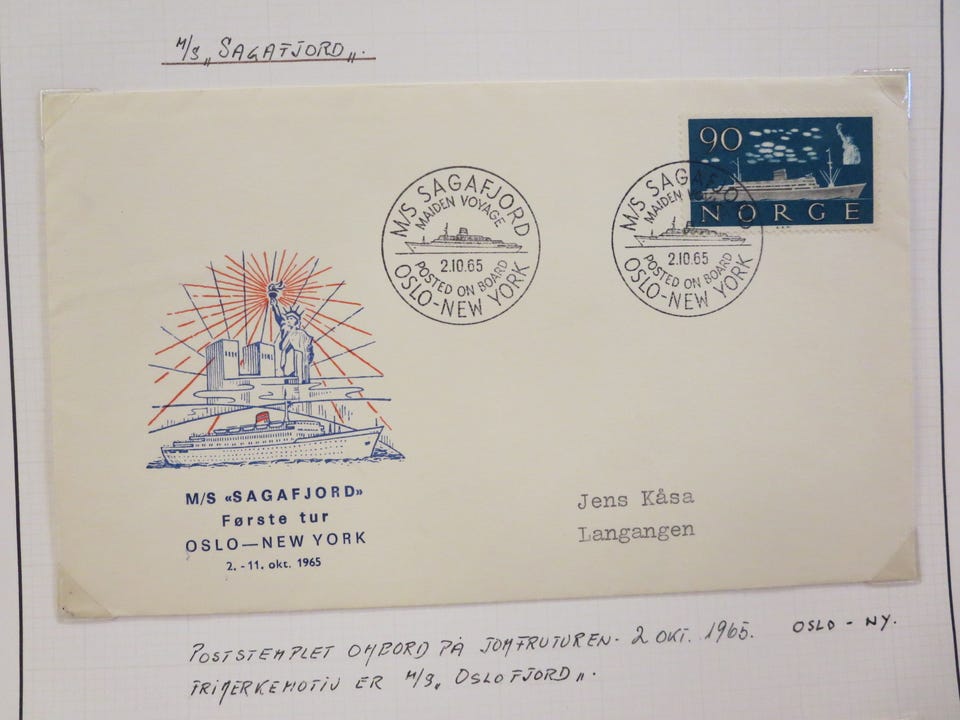 M/S „SAGAFJORD„.
90
NORGE
M/S SAGAFJORD
MAIDEN VOYAGE
2.10.65
POSTED ON BOARD
OSLO-NEW YORK
M/S SAGAFJO
MAIDEN
2.10.65
POSTED ON BOARD
OSLO-NEW YORK
M/S «SAGAFJORD»
Første tur
OSLO—NEW YORK
2. - 11. okt. 1965
Jens Kåsa
Langangen
POSTSTEMPLET OMBORD PÅ JOMFRUTUREN. 2 OKT. 1965. OSLO - NY.
FRIMERKEMOTIV ER M/S „OSLOFJORD„.